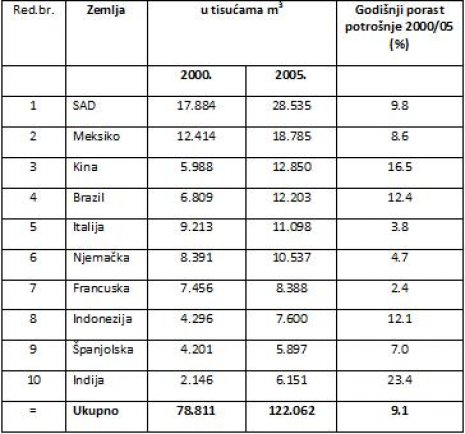 Red.br. Zemlja u tisućama m³ Godišnji porast
potrošnje 2000/05
(%)
2000. 2005.
1 SAD 17.884 28.535 9.8
2 Meksiko 12.414 18.785 8.6
3 Kina 5.988 12.850 16.5
4 Brazil 6.809 12.203 12.4
5 Italija 9.213 11.098 3.8
6 Njemačka 8.391 10.537 4.7
7 Francuska 7.456 8.388 2.4
8 Indonezija 4.296 7.600 12.1
9 Španjolska 4.201 5.897 7.0
10 Indija 2.146 6.151 23.4
= Ukupno 78.811 122.062 9.1